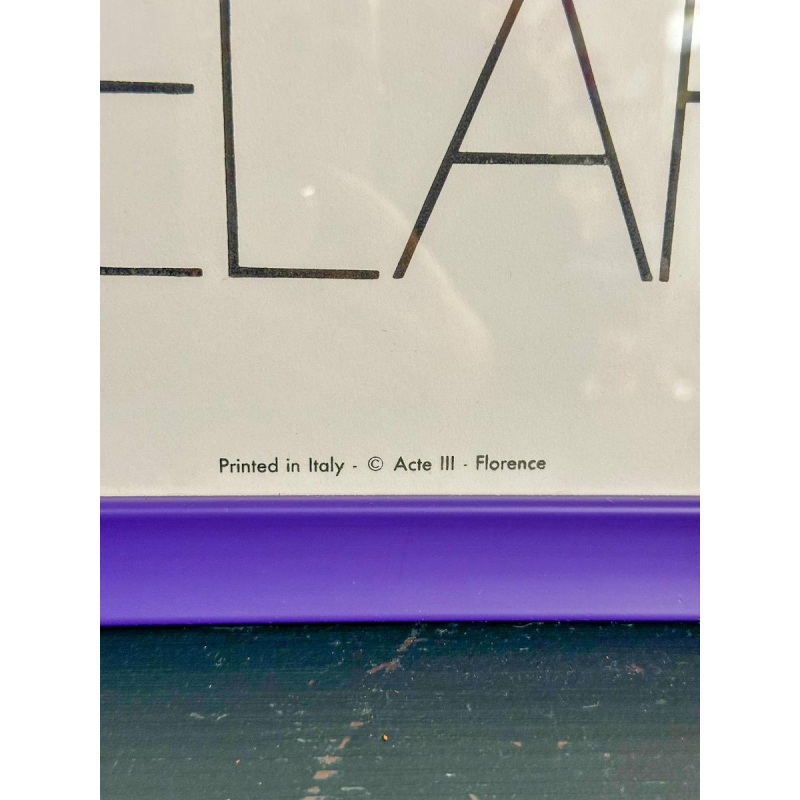 ELA
Printed in Italy - © Acte III - Florence